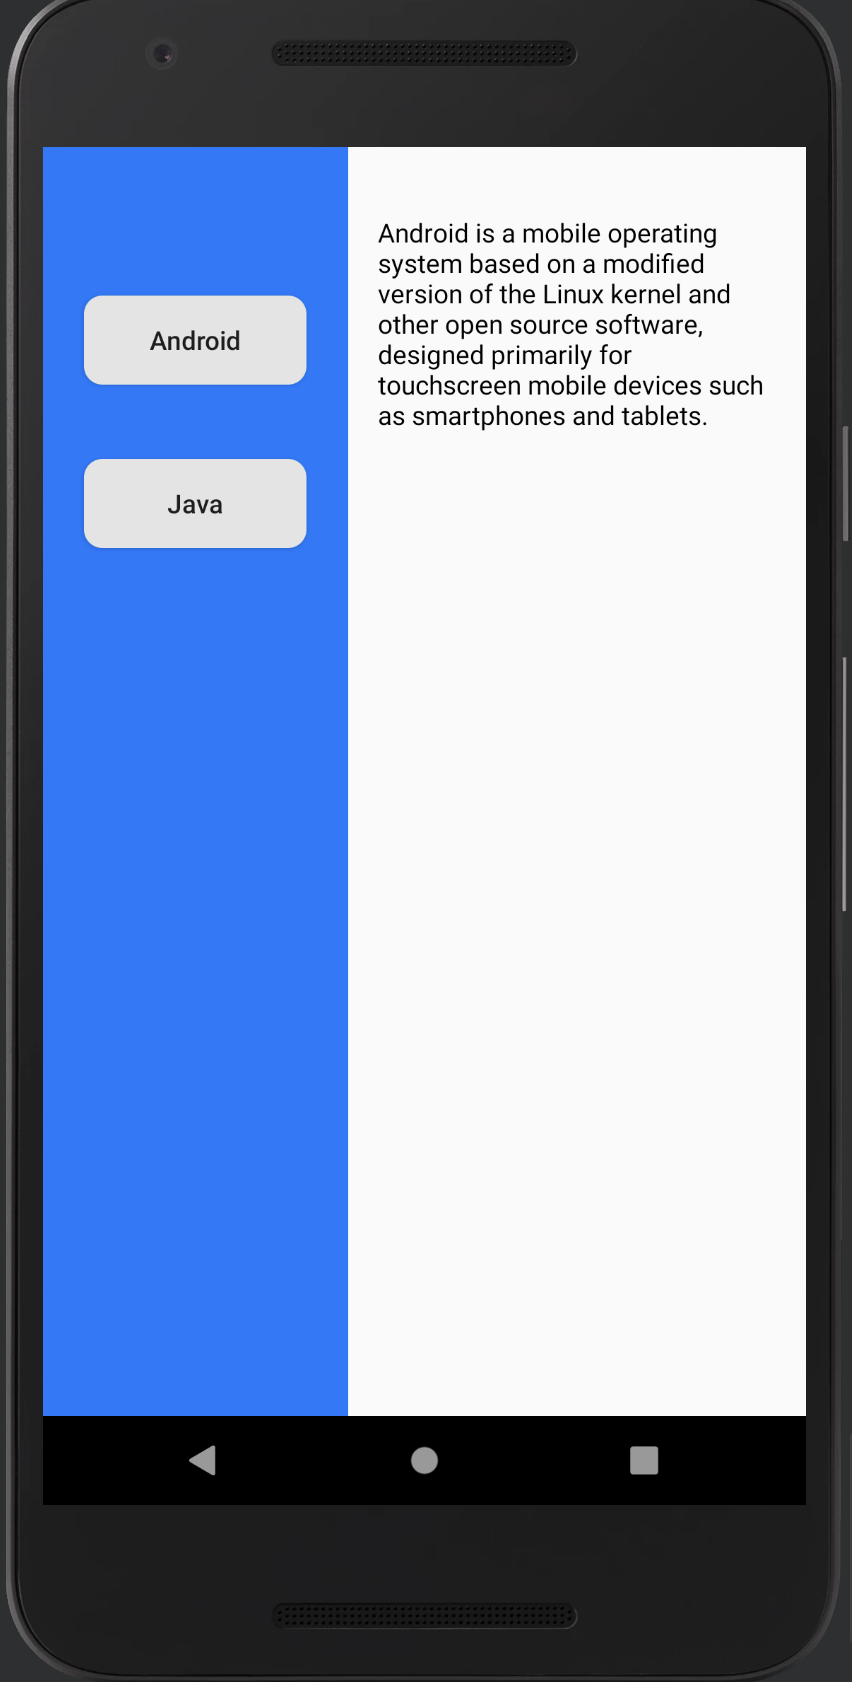 Android
Java
Android is a mobile operating
system based on a modified
version of the Linux kernel and
other open source software,
designed primarily for
touchscreen mobile devices such
as smartphones and tablets.